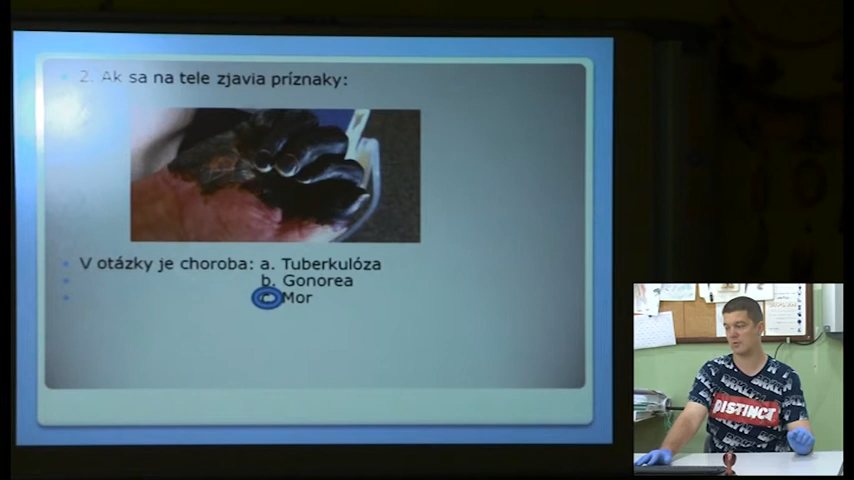 2. Ak sa na tele zjavia príznaky:
V otázky je choroba: a. Tuberkulóza
b. Gonorea
c. Mor
DISTINCT